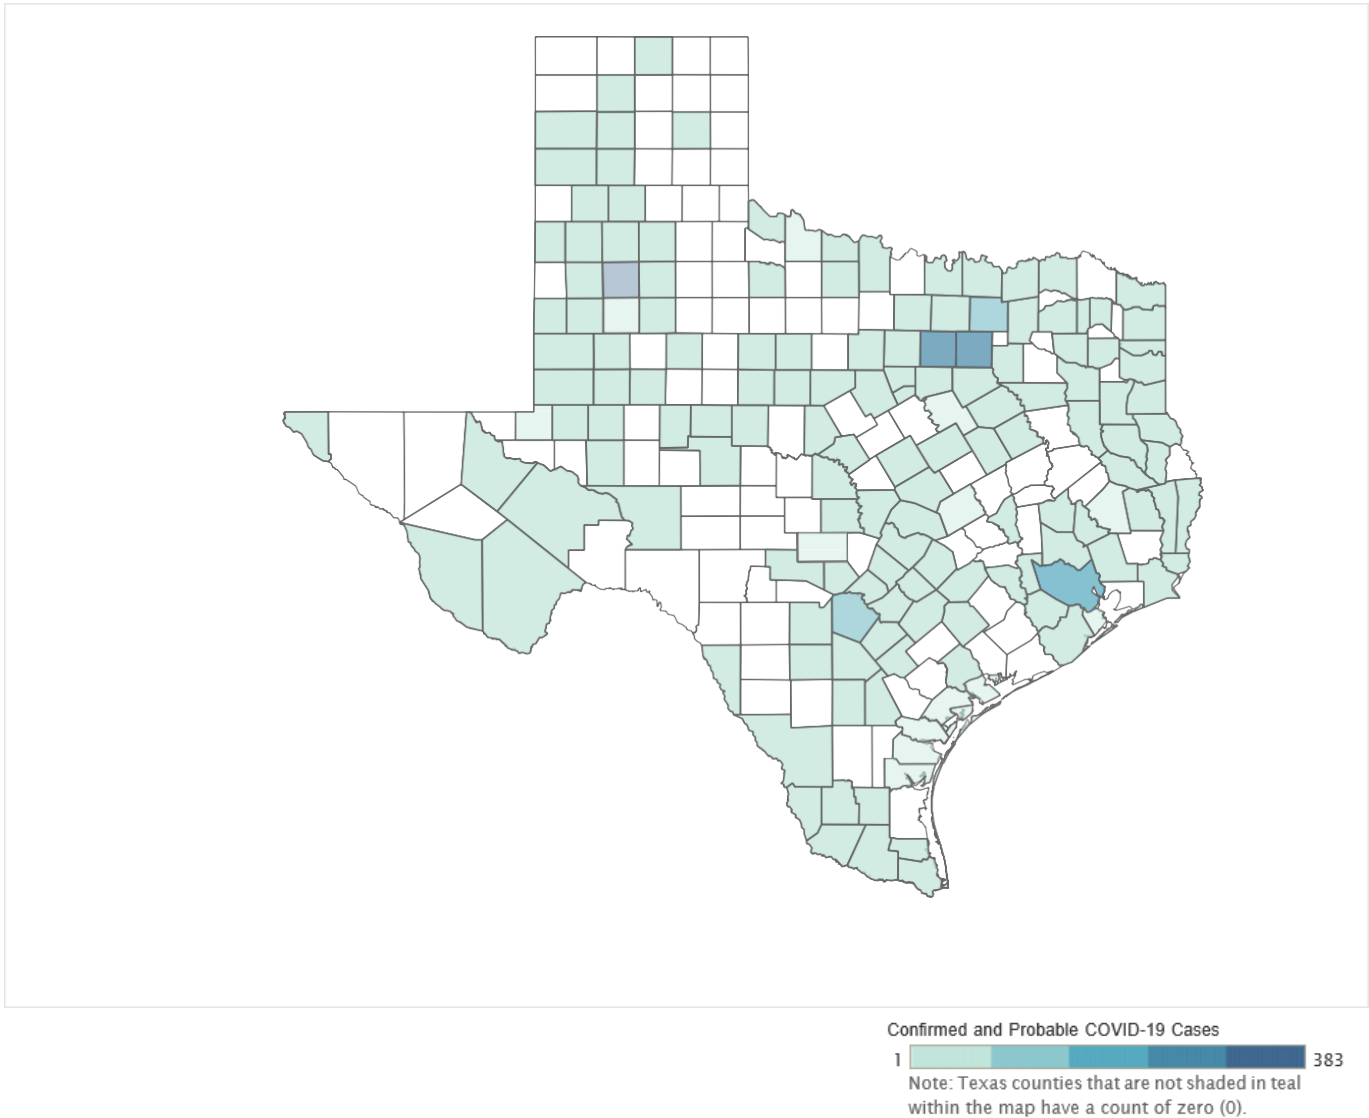 Confirmed and Probable COVID-19 Cases
1 383
Note: Texas counties that are not shaded in teal
within the map have a count of zero (0).